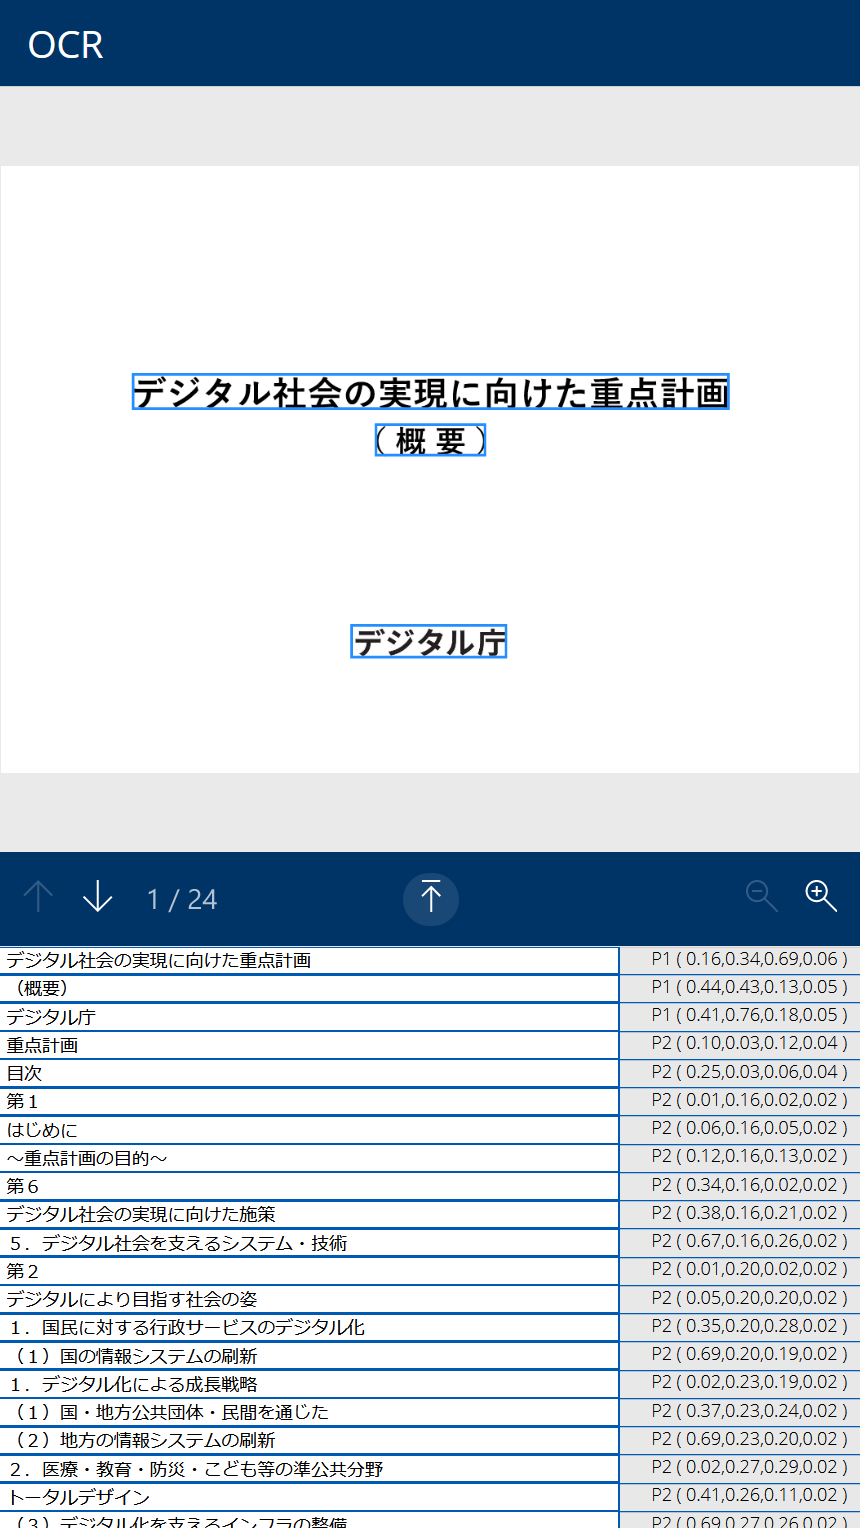 OCR
デジタル社会の実現に向けた重点計画
（ 概 要 ）
デジタル庁
1 / 24
デジタル社会の実現に向けた重点計画 P1 ( 0.16,0.34,0.69,0.06 )
（概要） P1 ( 0.44,0.43,0.13,0.05 )
デジタル庁 P1 ( 0.41,0.76,0.18,0.05 )
重点計画 P2 ( 0.10,0.03,0.12,0.04 )
目次 P2 ( 0.25,0.03,0.06,0.04 )
第１ P2 ( 0.01,0.16,0.02,0.02 )
はじめに P2 ( 0.06,0.16,0.05,0.02 )
～重点計画の目的～ P2 ( 0.12,0.16,0.13,0.02 )
第６ P2 ( 0.34,0.16,0.02,0.02 )
デジタル社会の実現に向けた施策 P2 ( 0.38,0.16,0.21,0.02 )
５．デジタル社会を支えるシステム・技術 P2 ( 0.67,0.16,0.26,0.02 )
第２ P2 ( 0.01,0.20,0.02,0.02 )
デジタルにより目指す社会の姿 P2 ( 0.05,0.20,0.20,0.02 )
１．国民に対する行政サービスのデジタル化 P2 ( 0.35,0.20,0.28,0.02 )
（１）国の情報システムの刷新 P2 ( 0.69,0.20,0.19,0.02 )
１．デジタル化による成長戦略 P2 ( 0.02,0.23,0.19,0.02 )
（１）国・地方公共団体・民間を通じた P2 ( 0.37,0.23,0.24,0.02 )
（２）地方の情報システムの刷新 P2 ( 0.69,0.23,0.20,0.02 )
２．医療・教育・防災・こども等の準公共分野 P2 ( 0.02,0.27,0.29,0.02 )
トータルデザイン P2 ( 0.41,0.26,0.11,0.02 )
（３）デジタル化を支えるインフラの整備 P2 ( 0.69,0.27,0.26,0.02 )